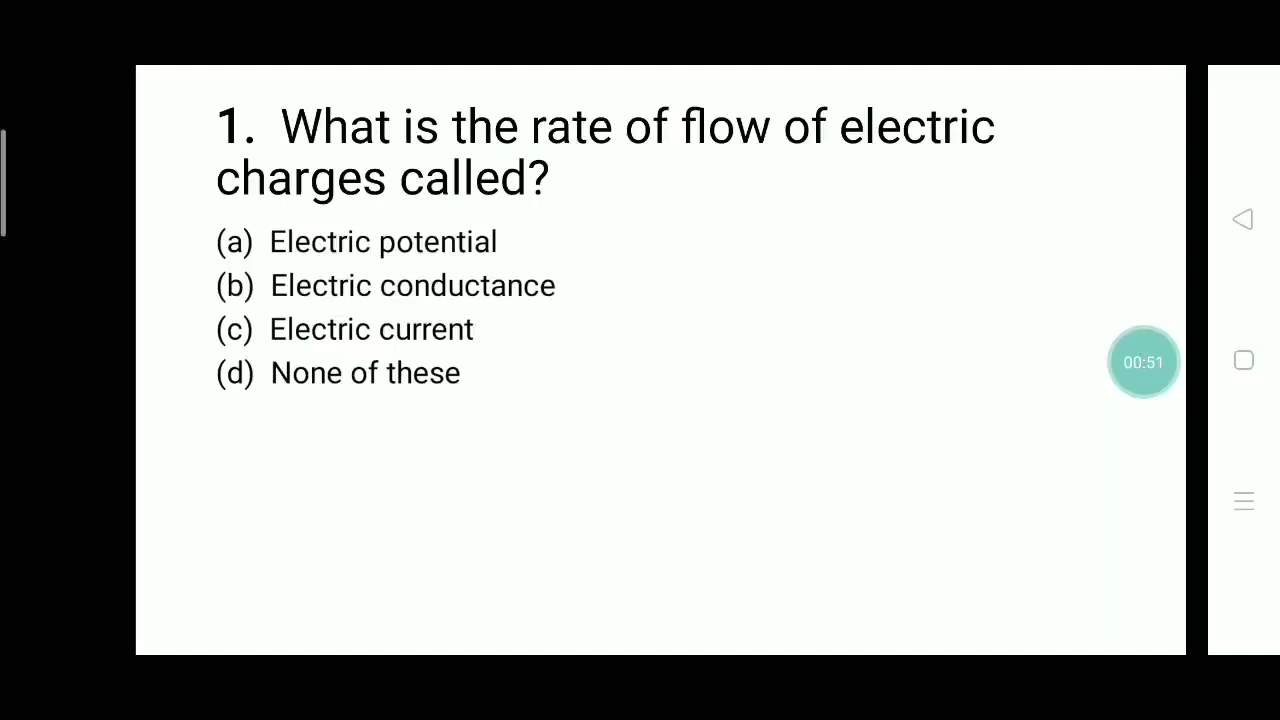 1. What is the rate of flow of electric
charges called?
(a) Electric potential
(b) Electric conductance
(c) Electric current
(d) None of these
00:51